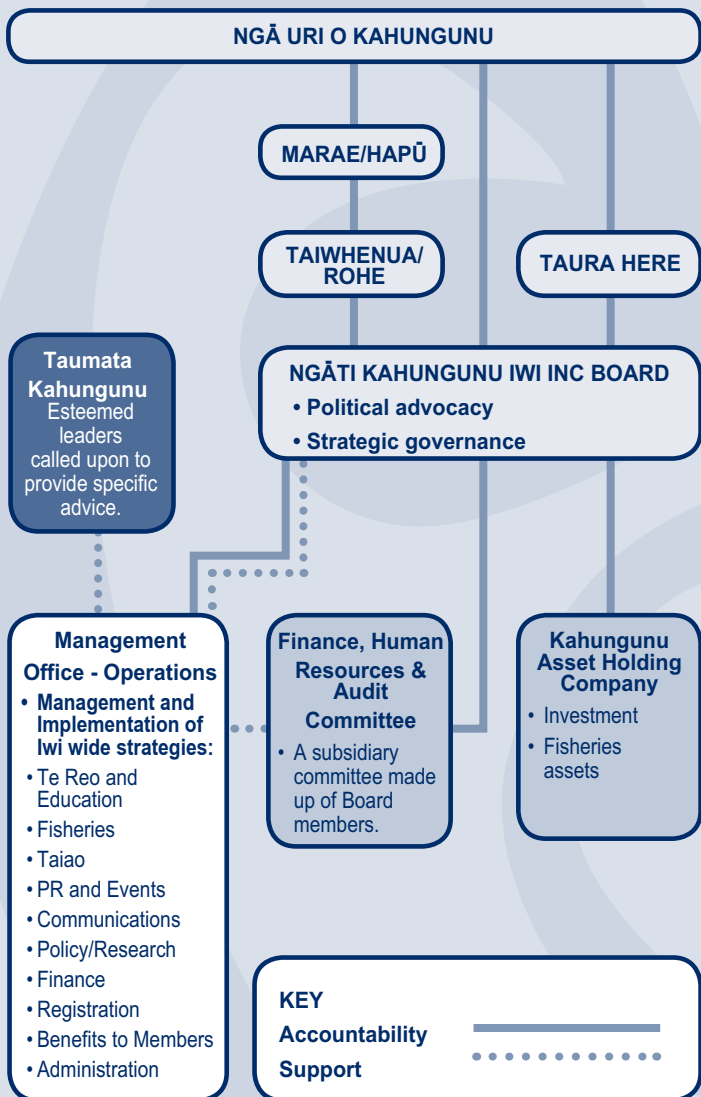 NGĀ URI O KAHUNGUNU
MARAE/HAPŪ
TAIWHENUA/
ROHE
TAURA HERE
Taumata
Kahungunu
Esteemed
leaders
called upon to
provide specific
advice.
NGĀTI KAHUNGUNU IWI INC BOARD
• Political advocacy
• Strategic governance
Management
Office - Operations
• Management and
Implementation of
Iwi wide strategies:
• Te Reo and
Education
• Fisheries
• Taiao
• PR and Events
• Communications
• Policy/Research
• Finance
• Registration
• Benefits to Members
• Administration
Finance, Human
Resources &
Audit
Committee
• A subsidiary
committee made
up of Board
members.
Kahungunu
Asset Holding
Company
• Investment
• Fisheries
assets
KEY
Accountability
Support